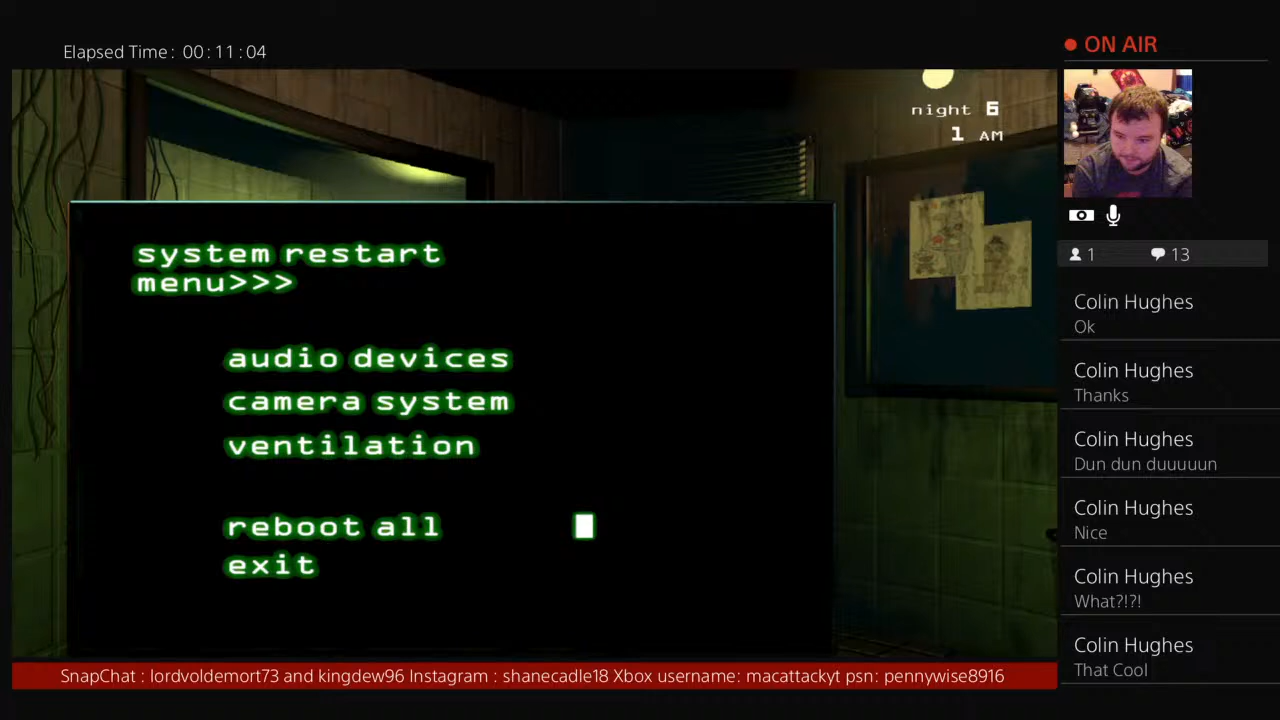 Elapsed Time: 00:11:04
ON AIR
night 6
1 AM
system restart
menu>>>
audio devices
camera system
ventilation
reboot all
exit
1 13
Colin Hughes
Ok
Colin Hughes
Thanks
Colin Hughes
Dun dun duuuuun
Colin Hughes
Nice
Colin Hughes
What?!?!
Colin Hughes
That Cool
SnapChat : lordvoldemort73 and kingdew96 Instagram : shanecadle18 Xbox username: macattackyt psn: pennywise8916